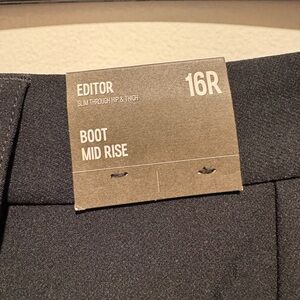 EDITOR
16R
SLIM THROUGH HIP & THIGH
BOOT
MID RISE